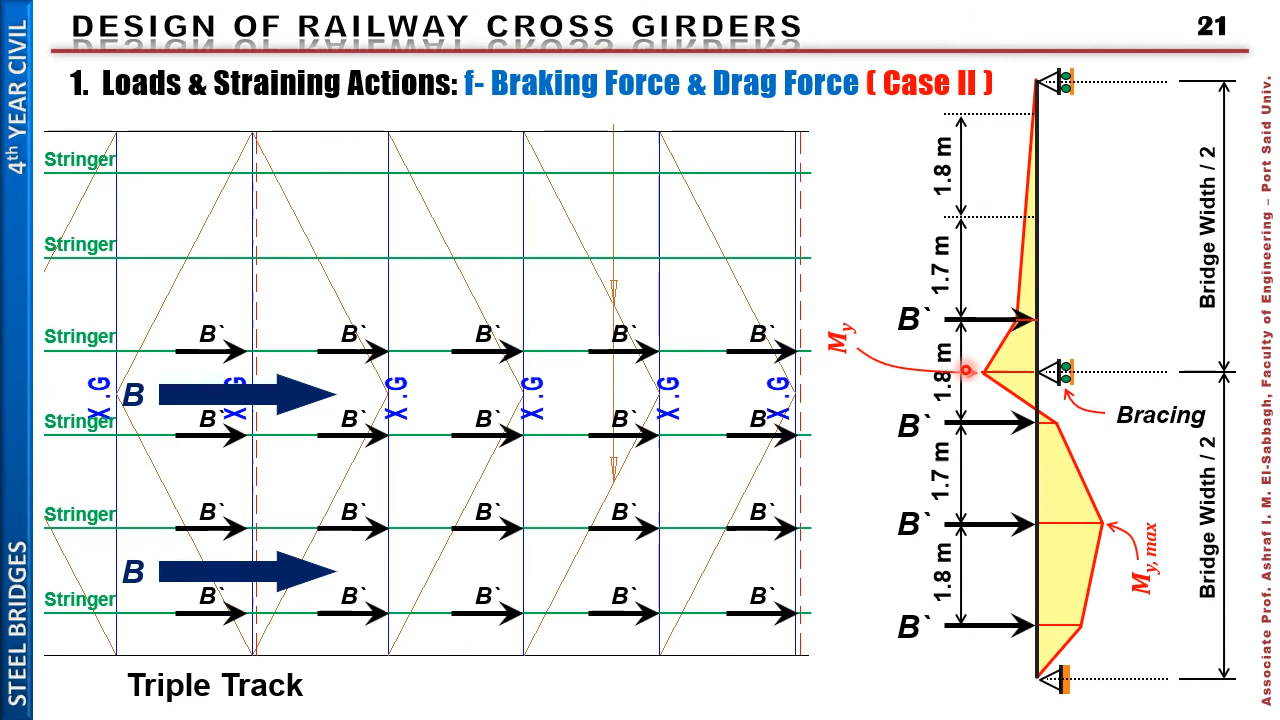 DESIGN OF RAILWAY CROSS GIRDERS
21
1. Loads & Straining Actions: f- Braking Force & Drag Force ( Case II )
STEEL BRIDGES
4th YEAR CIVIL
Associate Prof. Ashraf I. M. El-Sabbagh, Faculty of Engineering – Port Said Univ.
Stringer
Stringer
Stringer
B` B` B` B` B`
B
X.G X.G X.G X.G X.G X.G
Stringer
B` B` B` B` B`
Stringer
B` B` B` B` B`
B
Stringer
B` B` B` B` B`
Triple Track
1.8 m
1.7 m
B`
My
1.8 m
B`
1.7 m
B`
1.8 m
B`
Bracing
My,max
Bridge Width / 2
Bridge Width / 2